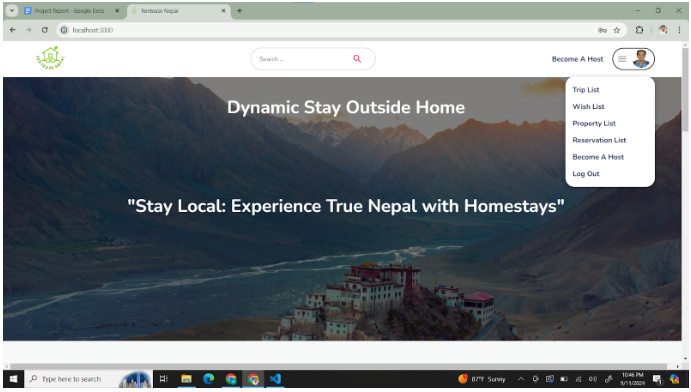 Project Report - Google Docs
Rentease Nepal
localhost:3000
Search ...
Become A Host
Dynamic Stay Outside Home
Trip List
Wish List
Property List
Reservation List
Become A Host
Log Out
"Stay Local: Experience True Nepal with Homestays"
Type here to search
87°F Sunny
10:46 PM
9/11/2024